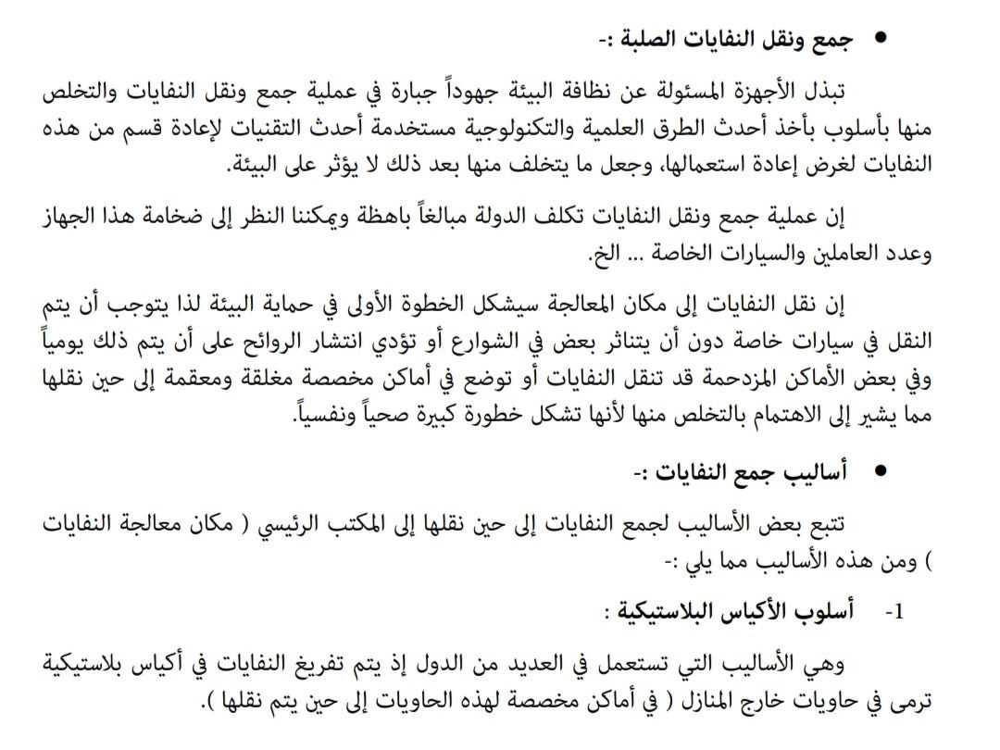 • جمع ونقل النفايات الصلبة :-
تبذل الأجهزة المسئولة عن نظافة البيئة جهوداً جبارة في عملية جمع ونقل النفايات والتخلص
منها بأسلوب بأخذ أحدث الطرق العلمية والتكنولوجية مستخدمة أحدث التقنيات لإعادة قسم من هذه
النفايات لغرض إعادة استعمالها، وجعل ما يتخلف منها بعد ذلك لا يؤثر على البيئة.
إن عملية جمع ونقل النفايات تكلف الدولة مبالغاً باهظة ويمكننا النظر إلى ضخامة هذا الجهاز
وعدد العاملين والسيارات الخاصة ... الخ.
إن نقل النفايات إلى مكان المعالجة سيشكل الخطوة الأولى في حماية البيئة لذا يتوجب أن يتم
النقل في سيارات خاصة دون أن يتناثر بعض في الشوارع أو تؤدي انتشار الروائح على أن يتم ذلك يومياً
وفي بعض الأماكن المزدحمة قد تنقل النفايات أو توضع في أماكن مخصصة مغلقة ومعقمة إلى حين نقلها
مما يشير إلى الاهتمام بالتخلص منها لأنها تشكل خطورة كبيرة صحياً ونفسياً.
• أساليب جمع النفايات :-
تتبع بعض الأساليب لجمع النفايات إلى حين نقلها إلى المكتب الرئيسي ( مكان معالجة النفايات
) ومن هذه الأساليب مما يلي :-
1- أسلوب الأكياس البلاستيكية :
وهي الأساليب التي تستعمل في العديد من الدول إذ يتم تفريغ النفايات في أكياس بلاستيكية
ترمى في حاويات خارج المنازل ( في أماكن مخصصة لهذه الحاويات إلى حين يتم نقلها ).